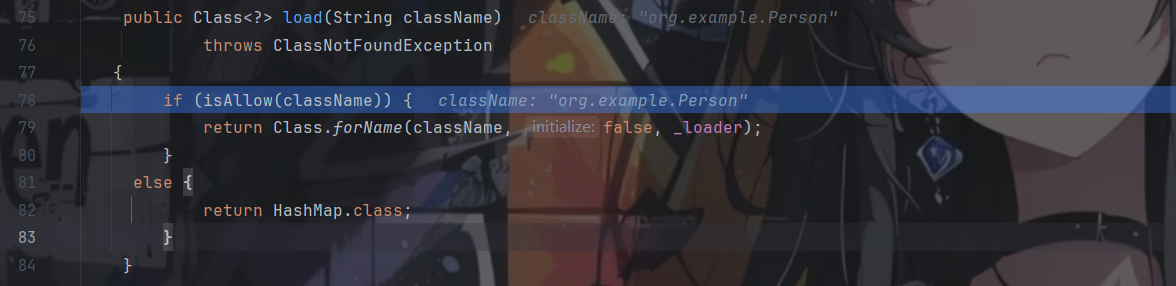 75 public Class<?> load(String className) className: "org.example.Person"
76 throws ClassNotFoundException
77 {
78 if (isAllow(className)) { className: "org.example.Person"
79 return Class.forName(className, initialize: false, _loader);
80 }
81 else {
82 return HashMap.class;
83 }
84 }